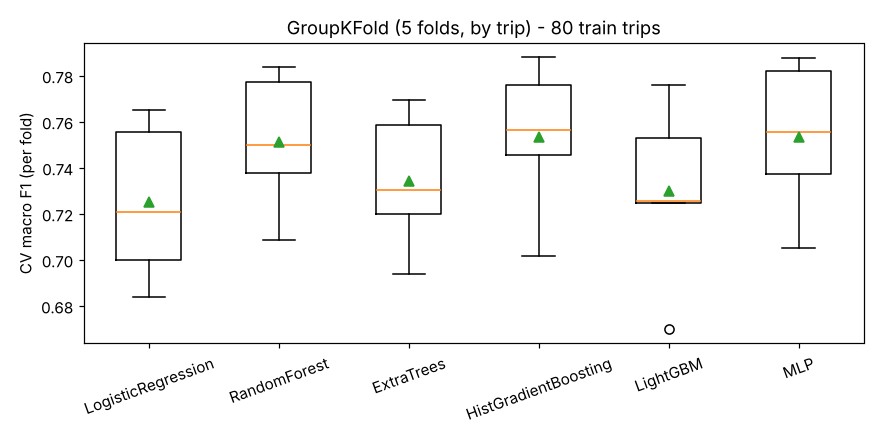 GroupKFold (5 folds, by trip) - 80 train trips
CV macro F1 (per fold)
0.78
0.76
0.74
0.72
0.70
0.68
LogisticRegression
RandomForest
ExtraTrees
HistGradientBoosting
LightGBM
MLP